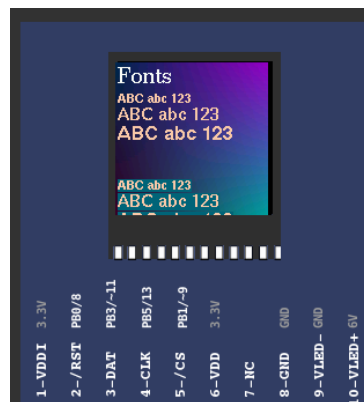 Fonts
ABC abc 123
ABC abc 123
ABC abc 123
ABC abc 123
ABC abc 123
1-VDDI 3.3V
2-/RST PB0/8
3-DAT PB3/~11
4-CLK PB5/13
5-/CS PB1/~9
6-VDD 3.3V
7-NC
8-GND GND
9-VLED- GND
10-VLED+ 6V